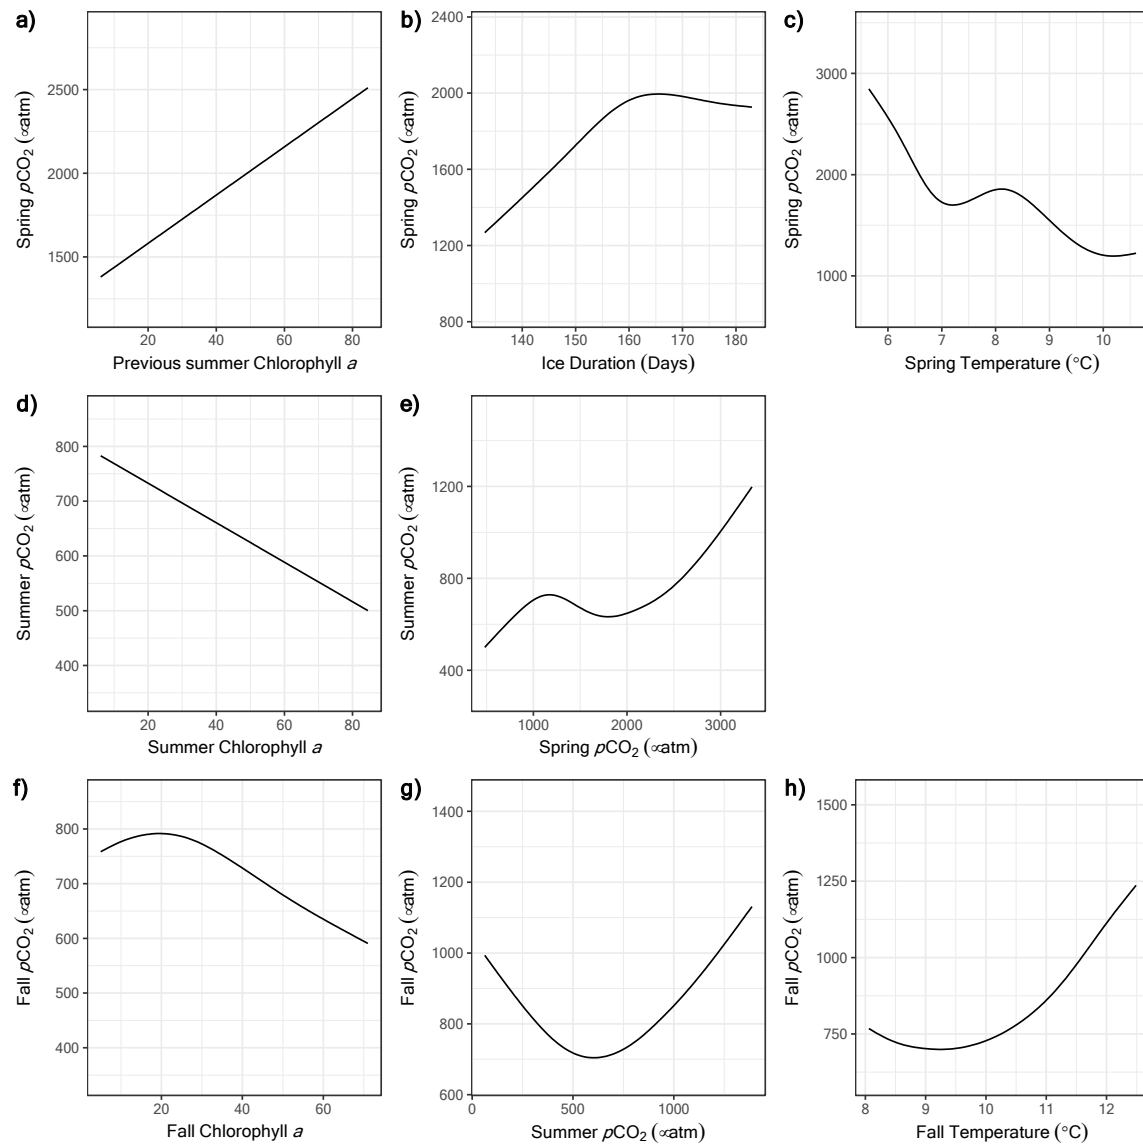 a)
Spring pCO₂ (∝atm)
2500
2000
1500
20 40 60 80
Previous summer Chlorophyll a
b)
Spring pCO₂ (∝atm)
2400
2000
1600
1200
800
140 150 160 170 180
Ice Duration (Days)
c)
Spring pCO₂ (∝atm)
3000
2000
1000
6 7 8 9 10
Spring Temperature (°C)
d)
Summer pCO₂ (∝atm)
800
700
600
500
400
20 40 60 80
Summer Chlorophyll a
e)
Summer pCO₂ (∝atm)
1200
800
400
1000 2000 3000
Spring pCO₂ (∝atm)
f)
Fall pCO₂ (∝atm)
800
700
600
500
400
20 40 60
Fall Chlorophyll a
g)
Fall pCO₂ (∝atm)
1400
1200
1000
800
600
0 500 1000
Summer pCO₂ (∝atm)
h)
Fall pCO₂ (∝atm)
1500
1250
1000
750
8 9 10 11 12
Fall Temperature (°C)